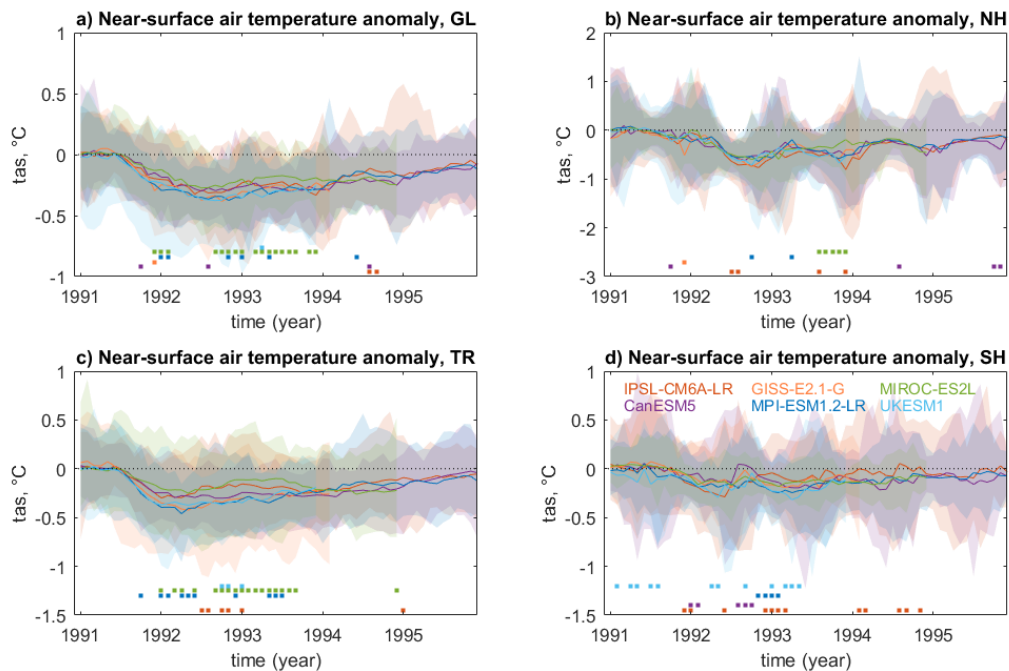 a) Near-surface air temperature anomaly, GL
1
0.5
0
-0.5
-1
tas, °C
1991 1992 1993 1994 1995
time (year)
b) Near-surface air temperature anomaly, NH
2
1
0
-1
-2
-3
tas, °C
1991 1992 1993 1994 1995
time (year)
c) Near-surface air temperature anomaly, TR
1
0.5
0
-0.5
-1
-1.5
tas, °C
1991 1992 1993 1994 1995
time (year)
d) Near-surface air temperature anomaly, SH
IPSL-CM6A-LR GISS-E2.1-G MIROC-ES2L
CanESM5 MPI-ESM1.2-LR UKESM1
1
0.5
0
-0.5
-1
-1.5
tas, °C
1991 1992 1993 1994 1995
time (year)